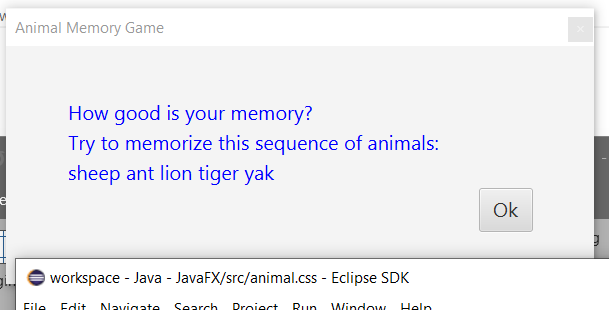 Animal Memory Game
How good is your memory?
Try to memorize this sequence of animals:
sheep ant lion tiger yak
Ok
workspace - Java - JavaFX/src/animal.css - Eclipse SDK
File Edit Navigate Search Project Run Window Help